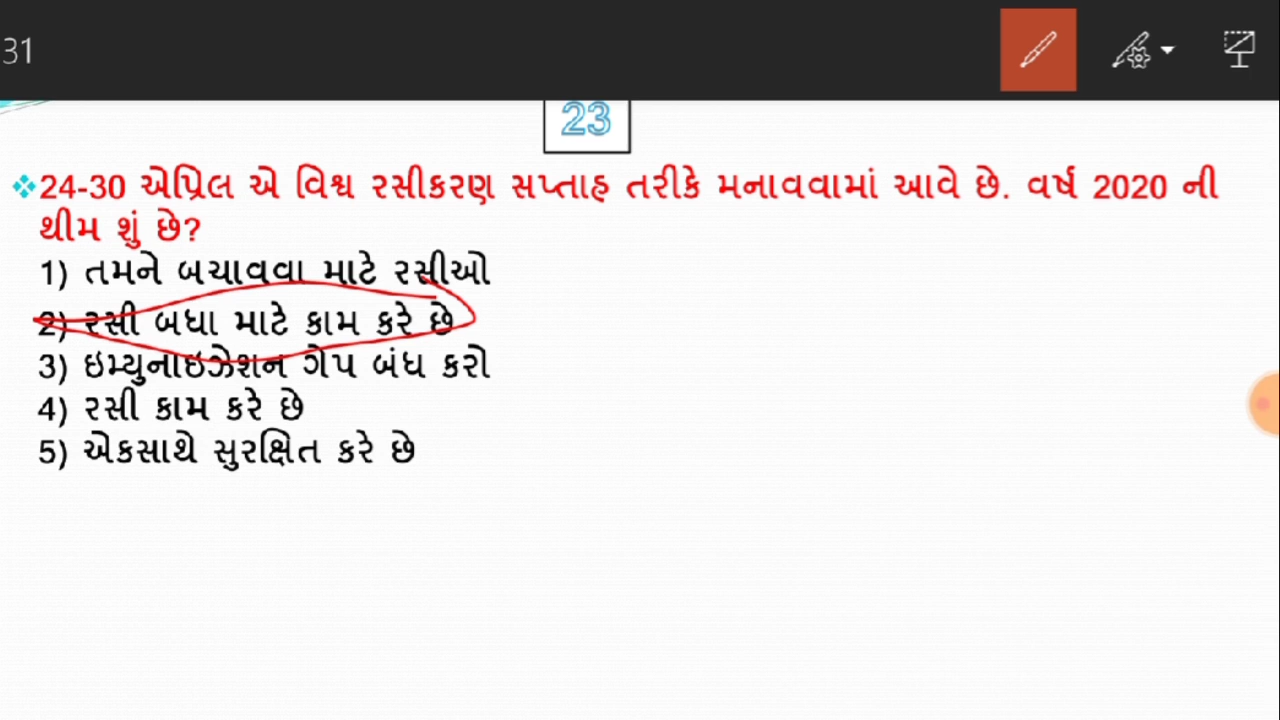 31
23
❖24-30 એપ્રિલ એ વિશ્વ રસીકરણ સપ્તાહ તરીકે મનાવવામાં આવે છે. વર્ષ 2020 ની
થીમ શું છે?
1) તમને બચાવવા માટે રસીઓ
2) રસી બધા માટે કામ કરે છે
3) ઇમ્યુનાઇઝેશન ગેપ બંધ કરો
4) રસી કામ કરે છે
5) એકસાથે સુરક્ષિત કરે છે